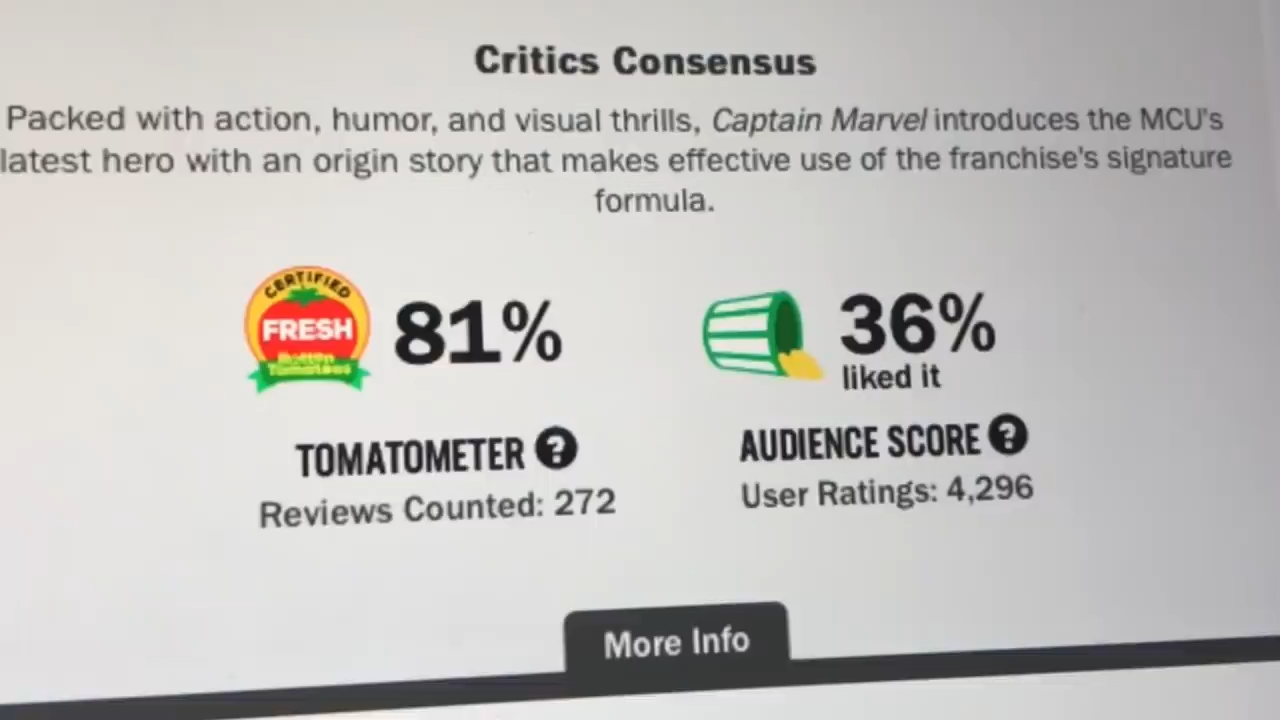 Critics Consensus
Packed with action, humor, and visual thrills, Captain Marvel introduces the MCU's
latest hero with an origin story that makes effective use of the franchise's signature
formula.
CERTIFIED
FRESH
Rotten
Tomatoes
81%
36%
liked it
TOMATOMETER ?
AUDIENCE SCORE ?
Reviews Counted: 272
User Ratings: 4,296
More Info